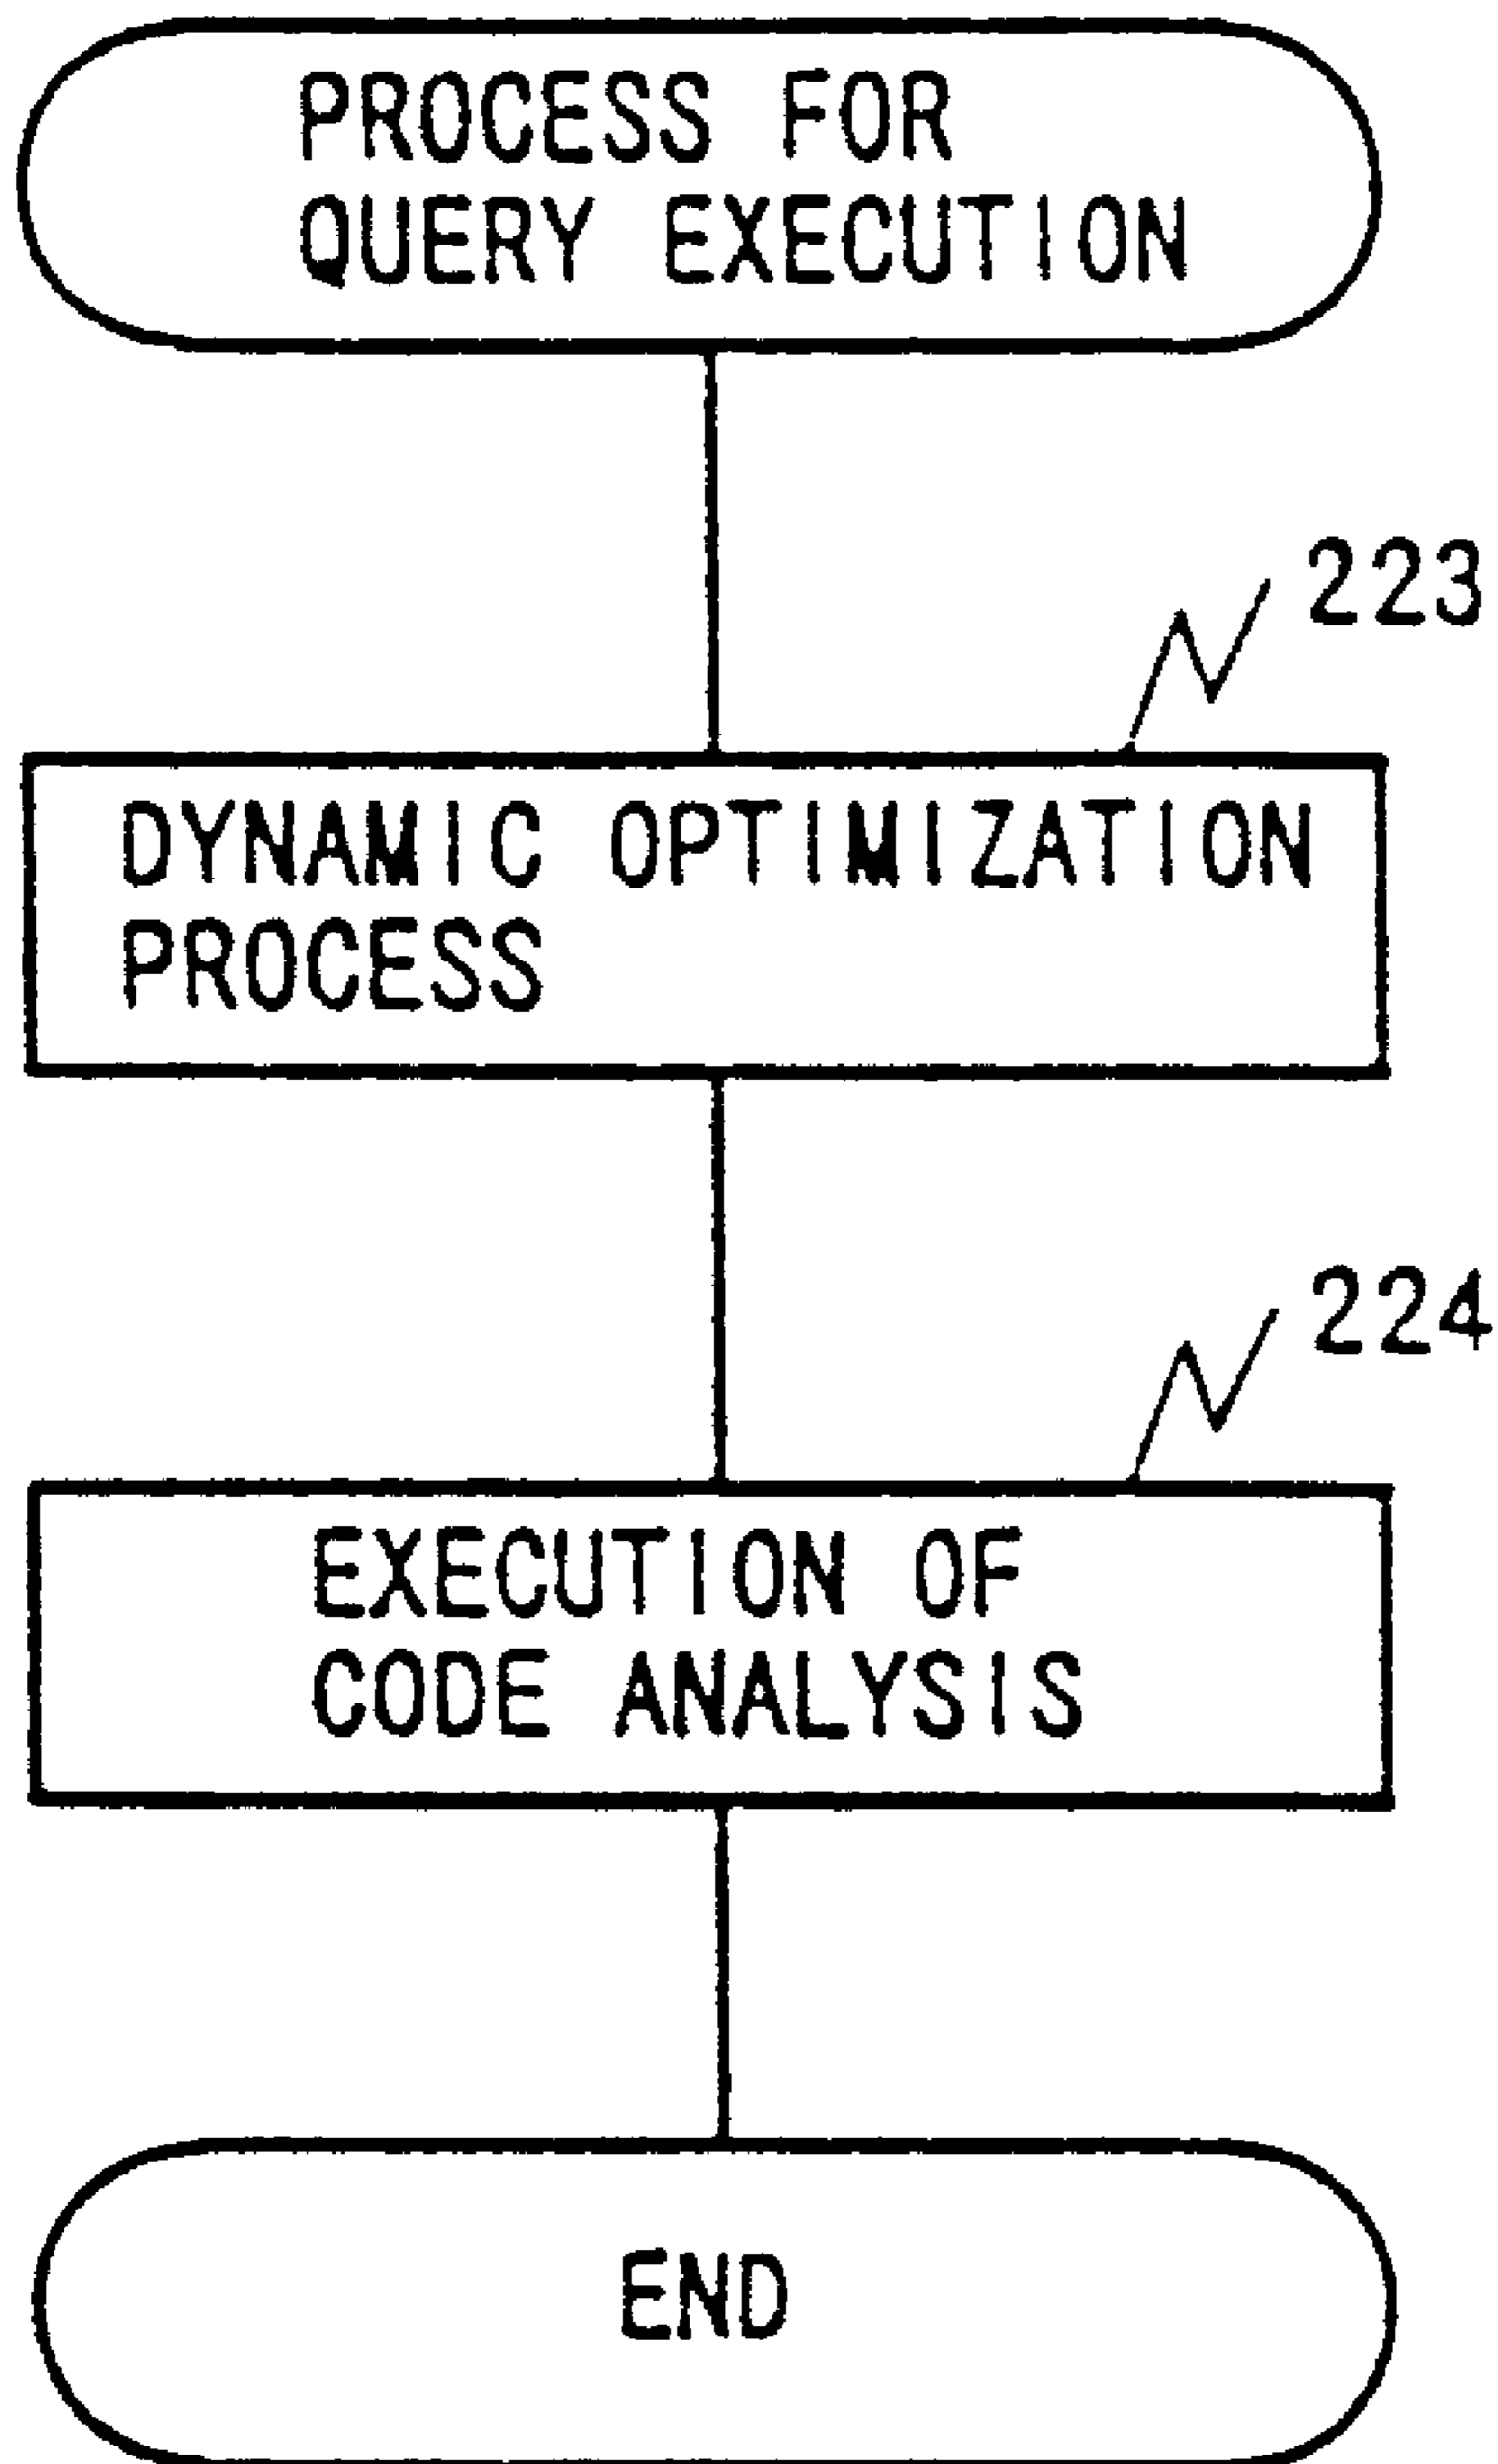 PROCESS FOR
QUERY EXECUTION
223
DYNAMIC OPTIMIZATION
PROCESS
224
EXECUTION OF
CODE ANALYSIS
END